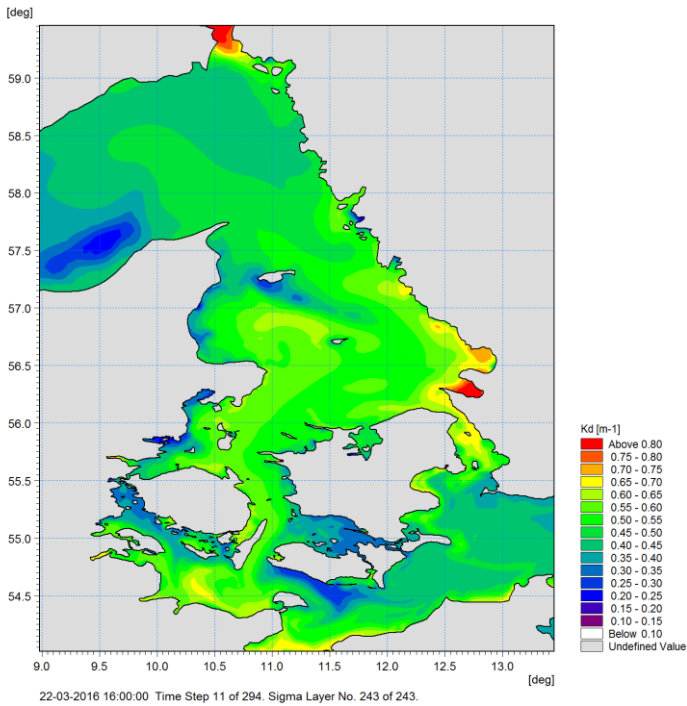 [deg]
59.0
58.5
58.0
57.5
57.0
56.5
56.0
55.5
55.0
54.5
9.0 9.5 10.0 10.5 11.0 11.5 12.0 12.5 13.0
[deg]
Kd [m-1]
Above 0.80
0.75 - 0.80
0.70 - 0.75
0.65 - 0.70
0.60 - 0.65
0.55 - 0.60
0.50 - 0.55
0.45 - 0.50
0.40 - 0.45
0.35 - 0.40
0.30 - 0.35
0.25 - 0.30
0.20 - 0.25
0.15 - 0.20
0.10 - 0.15
Below 0.10
Undefined Value
22-03-2016 16:00:00 Time Step 11 of 294. Sigma Layer No. 243 of 243.